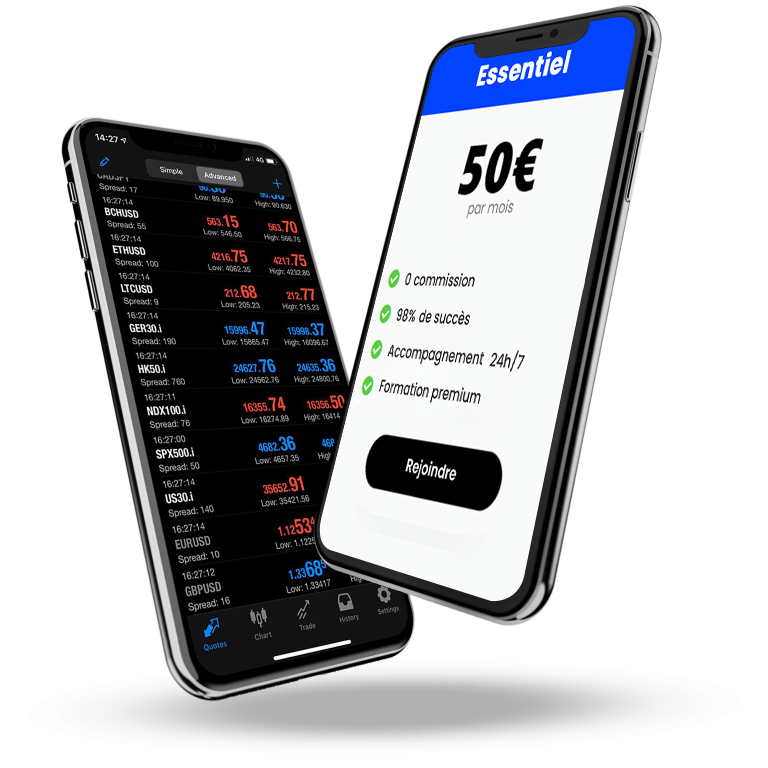 14:27
4G
Simple
Advanced
CADJPY
Spread: 17
Low: 89.950
High: 90.630
16:27:14
BCHUSD
Spread: 55
563.15
Low: 546.50
563.70
High: 566.75
16:27:14
ETHUSD
Spread: 100
4216.75
Low: 4062.35
4217.75
High: 4232.80
16:27:14
LTCUSD
Spread: 9
212.68
Low: 205.23
212.77
High: 215.23
16:27:14
GER30.i
Spread: 190
15996.47
Low: 15865.47
15998.37
High: 16096.67
16:27:14
HK50.i
Spread: 760
24627.76
Low: 24562.76
24635.36
High: 24800.76
16:27:11
NDX100.i
Spread: 76
16355.74
Low: 16274.89
16356.50
High: 16414
16:27:00
SPX500.i
Spread: 50
4682.36
Low: 4657.35
468
High
16:27:14
US30.i
Spread: 140
35652.91
Low: 35421.56
16:27:14
EURUSD
Spread: 10
1.1253
Low: 1.122
16:27:12
GBPUSD
Spread: 16
1.3368
Low: 1.33417
Quotes
Chart
Trade
History
Settings
Essentiel
50€
par mois
0 commission
98% de succès
Accompagnement 24h/7
Formation premium
Rejoindre